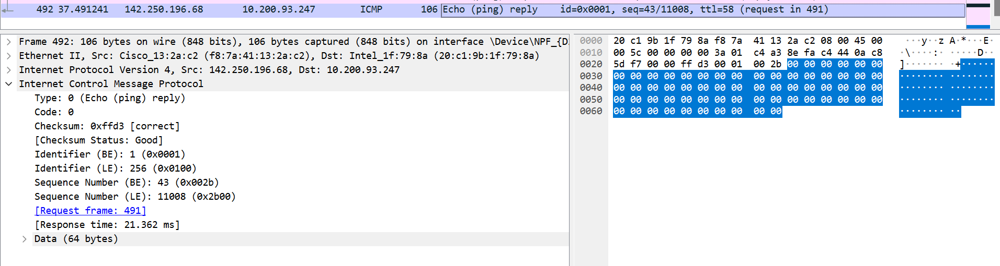 492 37.491241 142.250.196.68 10.200.93.247 ICMP 106 Echo (ping) reply id=0x0001, seq=43/11008, ttl=58 (request in 491)
Frame 492: 106 bytes on wire (848 bits), 106 bytes captured (848 bits) on interface \Device\NPF_{D
Ethernet II, Src: Cisco_13:2a:c2 (f8:7a:41:13:2a:c2), Dst: Intel_1f:79:8a (20:c1:9b:1f:79:8a)
Internet Protocol Version 4, Src: 142.250.196.68, Dst: 10.200.93.247
Internet Control Message Protocol
Type: 0 (Echo (ping) reply)
Code: 0
Checksum: 0xffd3 [correct]
[Checksum Status: Good]
Identifier (BE): 1 (0x0001)
Identifier (LE): 256 (0x0100)
Sequence Number (BE): 43 (0x002b)
Sequence Number (LE): 11008 (0x2b00)
[Request frame: 491]
[Response time: 21.362 ms]
Data (64 bytes)
0000 20 c1 9b 1f 79 8a f8 7a 41 13 2a c2 08 00 45 00 ···y··z A·*···E·
0010 00 5c 00 00 00 00 3a 01 c4 a3 8e fa c4 44 0a c8 ·\····:· ·····D··
0020 5d f7 00 00 ff d3 00 01 00 2b 00 00 00 00 00 00 ]······· ·+······
0030 00 00 00 00 00 00 00 00 00 00 00 00 00 00 00 00 ········ ········
0040 00 00 00 00 00 00 00 00 00 00 00 00 00 00 00 00 ········ ········
0050 00 00 00 00 00 00 00 00 00 00 00 00 00 00 00 00 ········ ········
0060 00 00 00 00 00 00 00 00 00 00 ········ ··